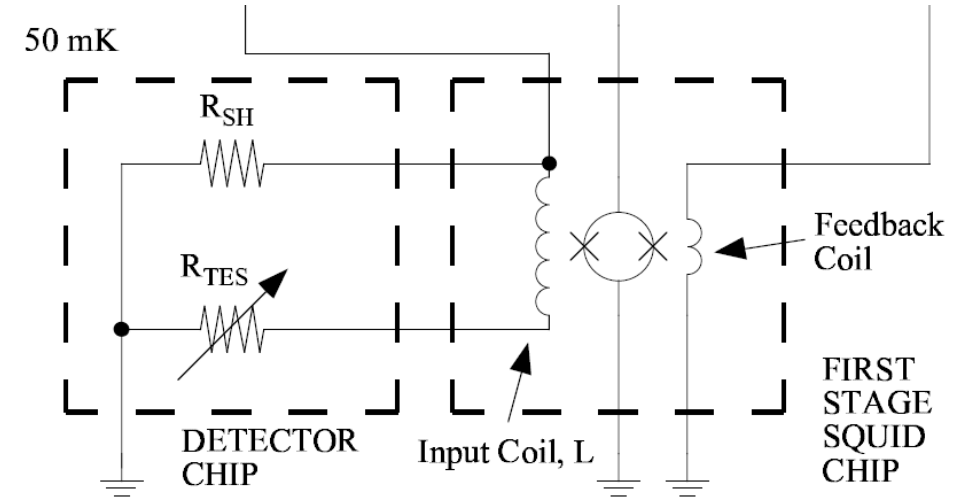 50 mK
R_SH
R_TES
Feedback
Coil
DETECTOR
CHIP
Input Coil, L
FIRST
STAGE
SQUID
CHIP